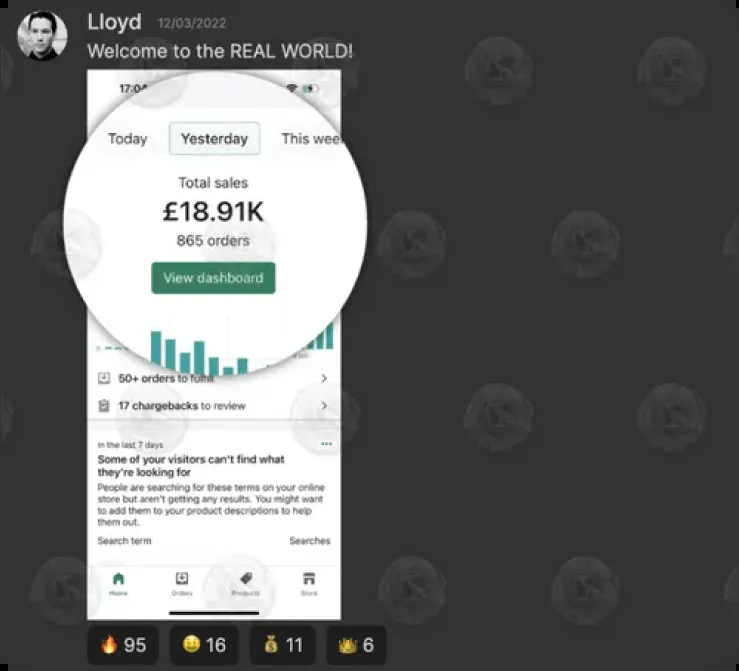 Lloyd 12/03/2022
Welcome to the REAL WORLD!
17:04
Today Yesterday This wee
Total sales
£18.91K
865 orders
View dashboard
50+ orders to fulfill
17 chargebacks to review
In the last 7 days
Some of your visitors can't find what
they're looking for
People are searching for these terms on your online
store but aren't getting any results. You might want
to add them to your product descriptions to help
them out.
Search term Searches
Home Orders Products Store
95 16 11 6